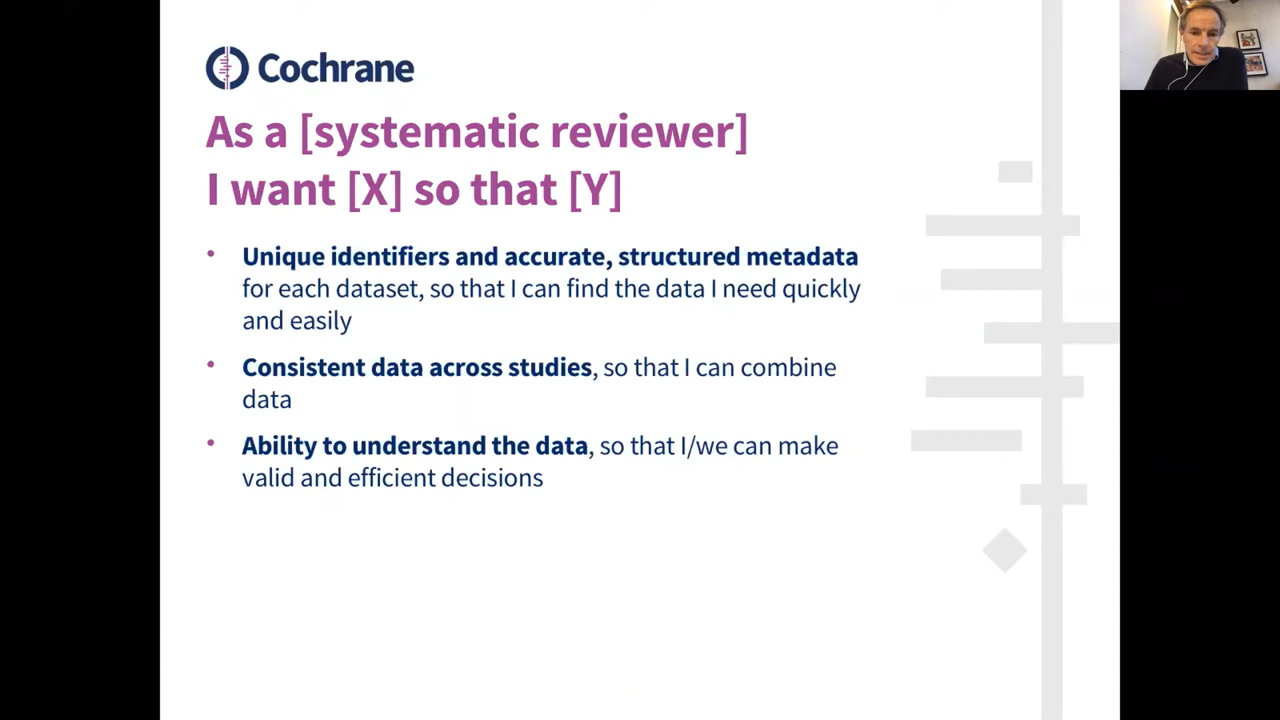 Cochrane
As a [systematic reviewer]
I want [X] so that [Y]
• Unique identifiers and accurate, structured metadata
for each dataset, so that I can find the data I need quickly
and easily
• Consistent data across studies, so that I can combine
data
• Ability to understand the data, so that I/we can make
valid and efficient decisions